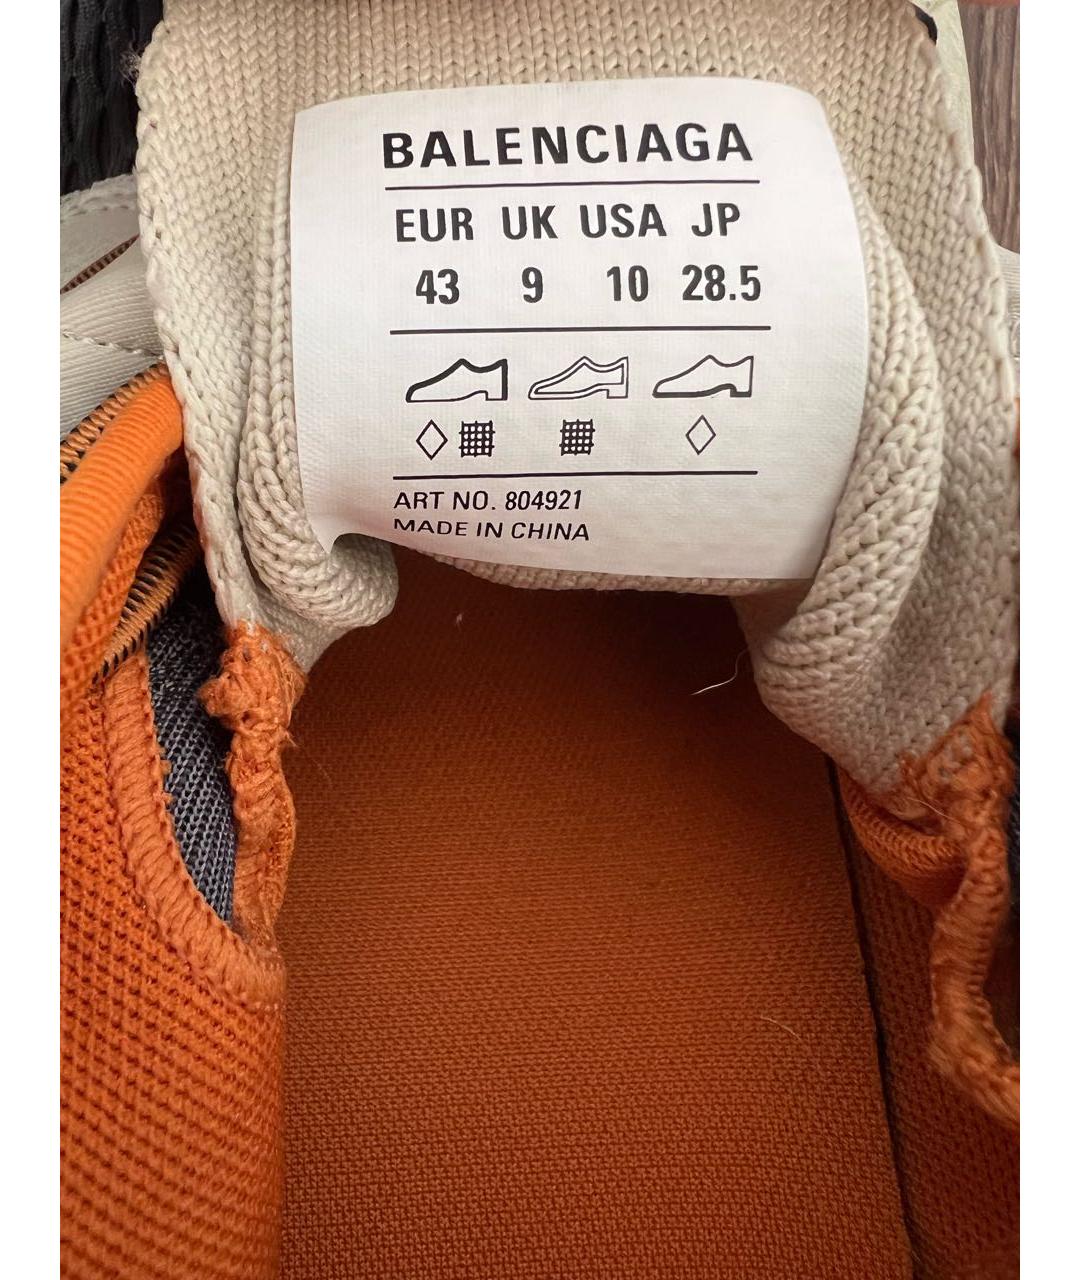 BALENCIAGA
EUR UK USA JP
43 9 10 28.5
ART NO. 804921
MADE IN CHINA